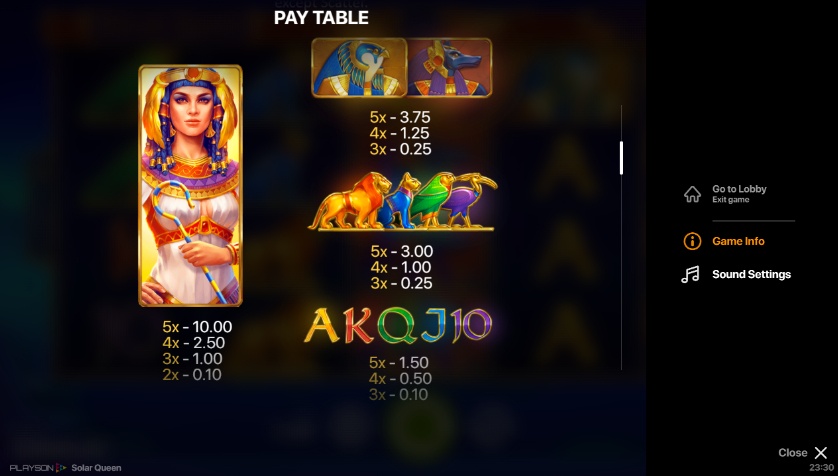 PAY TABLE
5x - 3.75
4x - 1.25
3x - 0.25
5x - 3.00
4x - 1.00
3x - 0.25
5x - 10.00
4x - 2.50
3x - 1.00
2x - 0.10
AKQJ10
5x - 1.50
4x - 0.50
3x - 0.10
Go to Lobby
Exit game
Game Info
Sound Settings
Close
23:30
PLAYSON Solar Queen